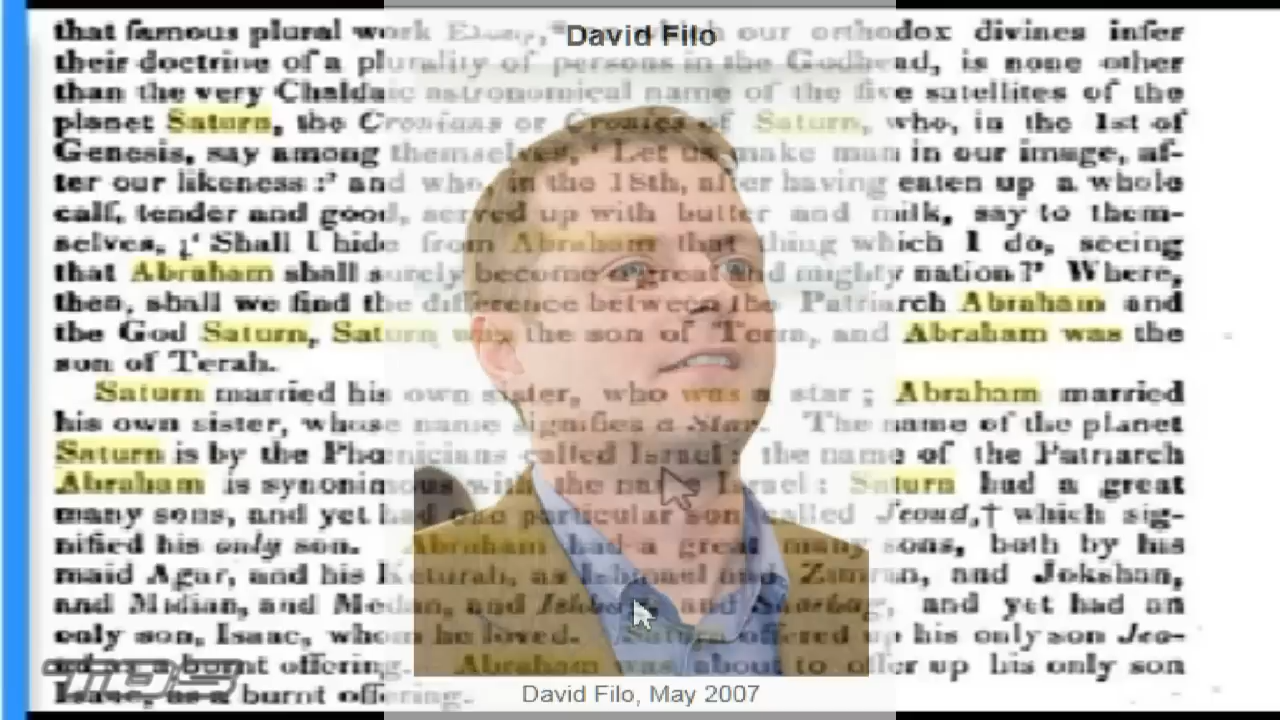 David Filo
that famous plural work our orthodox divines infer
their doctrine of a plurality of persons in the Godhead, is none other
than the very Chaldaic astronomical name of the five satellites of the
planet Saturn, the Cronians or Cronies of Saturn, who, in the 1st of
Genesis, say among themselves, ‘Let us make man in our image, af-
ter our likeness :’ and who, in the 18th, after having eaten up a whole
calf, tender and good, served up with butter and milk, say to them-
selves, ‘ Shall I hide from Abraham that thing which I do, seeing
that Abraham shall surely become a great and mighty nation?’ Where,
then, shall we find the difference between the Patriarch Abraham and
the God Saturn, Saturn was the son of Terra, and Abraham was the
son of Terah.
Saturn married his own sister, who was a star ; Abraham married
his own sister, whose name signifies a Star. The name of the planet
Saturn is by the Phœnicians called Israel ; the name of the Patriarch
Abraham is synonimous with the name Israel : Saturn had a great
many sons, and yet had one particular son called Jeoud,† which sig-
nified his only son. Abraham had a great many sons, both by his
maid Agar, and his Keturah, as Ishmael and Zimran, and Jokshan,
and Midian, and Medan, and Ishbak, and yet had an
only son, Isaac, whom he loved. Saturn offered up his only son Jeo-
a burnt offering. Abraham was about to offer up his only son
Isaac, as a burnt offering.
TDS
David Filo, May 2007